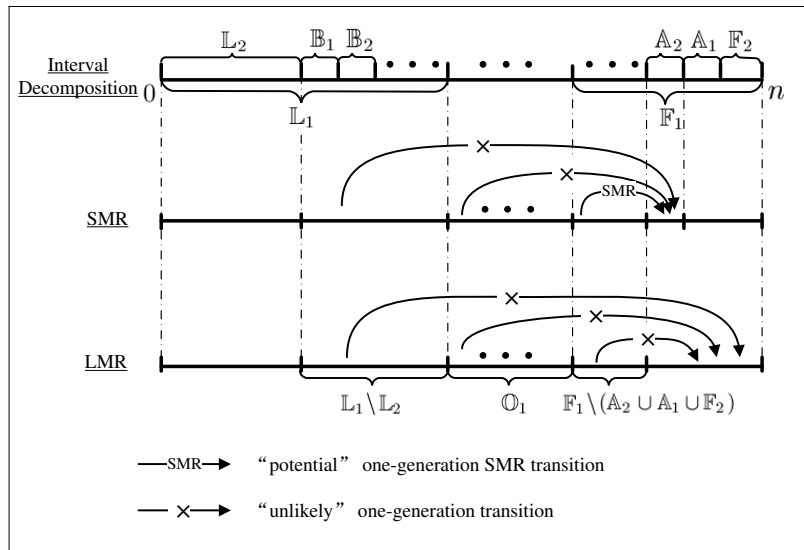 𝕃₂ 𝔹₁ 𝔹₂ 𝔸₂ 𝔸₁ 𝔽₂
Interval
Decomposition
0 n
𝕃₁ 𝔽₁
× × SMR
SMR
× × ×
LMR
𝕃₁\𝕃₂ 𝕆₁ 𝔽₁\(𝔸₂ ∪ 𝔸₁ ∪ 𝔽₂)
SMR “potential” one-generation SMR transition
× “unlikely” one-generation transition